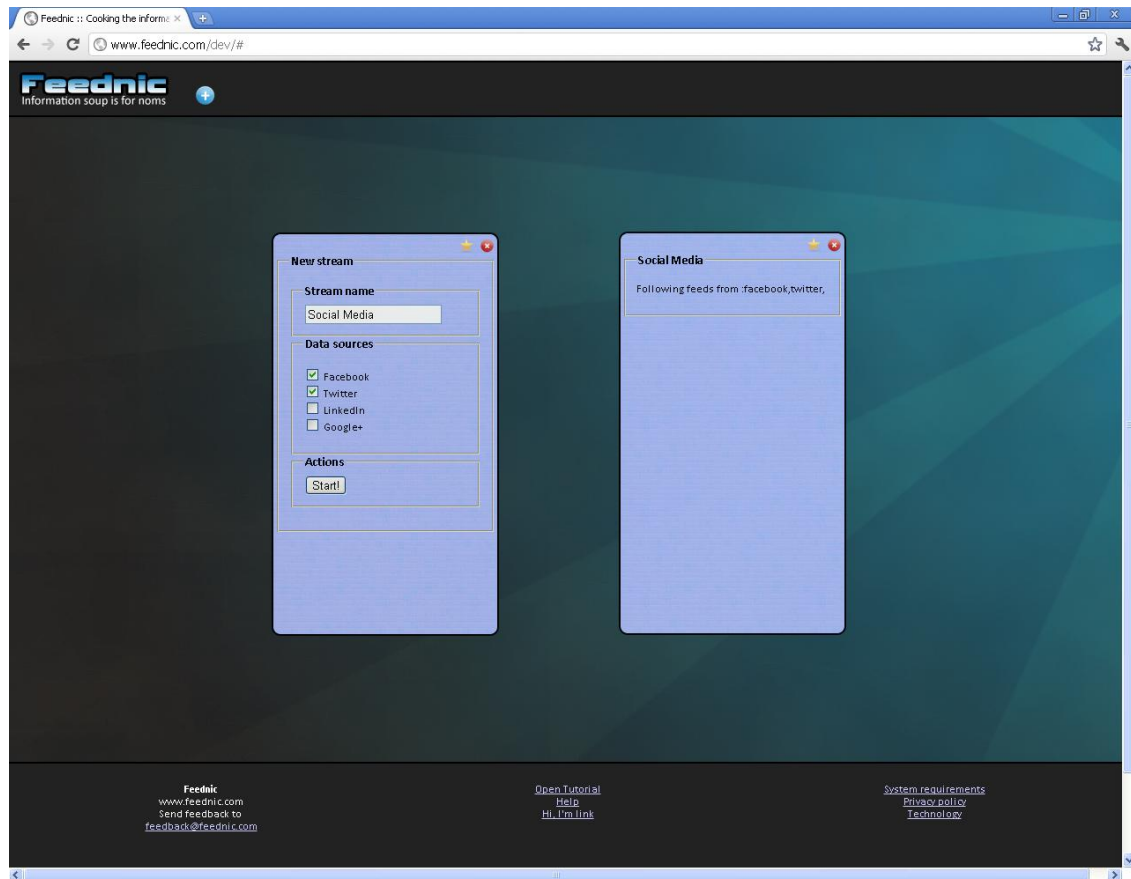 Feednic :: Cooking the informa
www.feednic.com/dev/#
Feednic
Information soup is for noms
New stream
Stream name
Social Media
Data sources
Facebook
Twitter
LinkedIn
Google+
Actions
Start!
Social Media
Following feeds from :facebook,twitter,
Feednic
www.feednic.com
Send feedback to
feedback@feednic.com
Open Tutorial
Help
Hi, I'm link
System requirements
Privacy policy
Technology